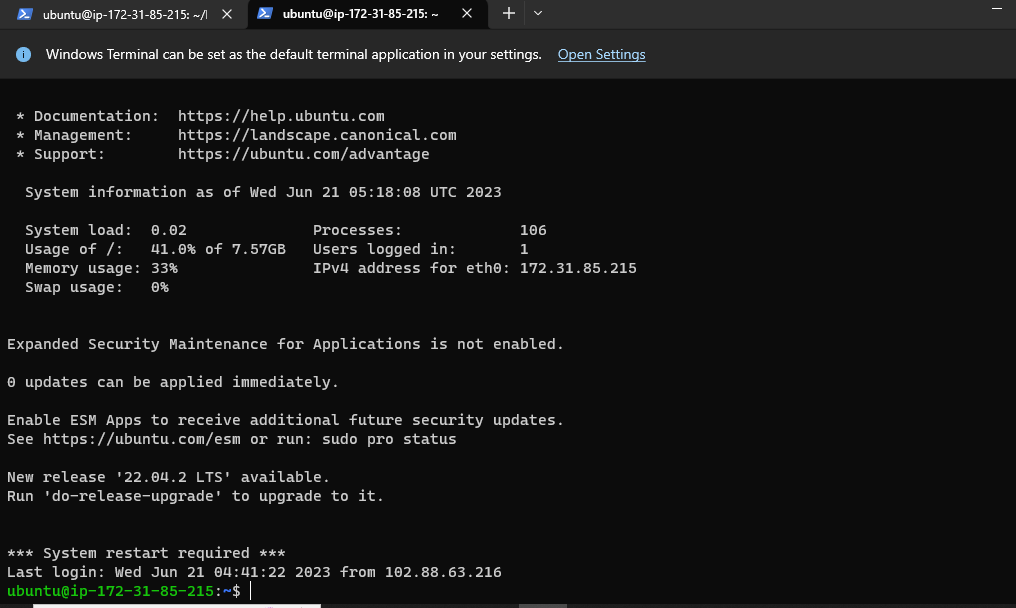 ubuntu@ip-172-31-85-215: ~/
ubuntu@ip-172-31-85-215: ~
Windows Terminal can be set as the default terminal application in your settings. Open Settings
* Documentation:  https://help.ubuntu.com
* Management:     https://landscape.canonical.com
* Support:        https://ubuntu.com/advantage
System information as of Wed Jun 21 05:18:08 UTC 2023
System load:  0.02              Processes:             106
Usage of /:   41.0% of 7.57GB   Users logged in:       1
Memory usage: 33%               IPv4 address for eth0: 172.31.85.215
Swap usage:   0%
Expanded Security Maintenance for Applications is not enabled.
0 updates can be applied immediately.
Enable ESM Apps to receive additional future security updates.
See https://ubuntu.com/esm or run: sudo pro status
New release '22.04.2 LTS' available.
Run 'do-release-upgrade' to upgrade to it.
*** System restart required ***
Last login: Wed Jun 21 04:41:22 2023 from 102.88.63.216
ubuntu@ip-172-31-85-215:~$